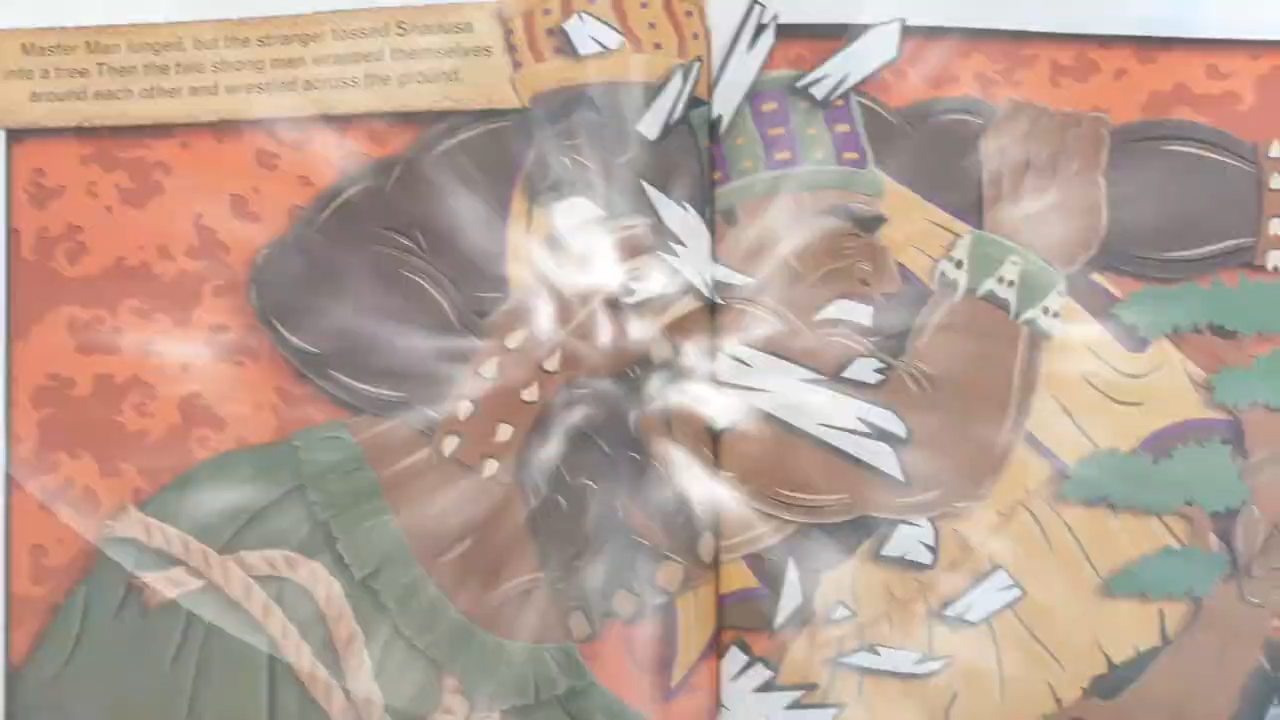 Master Man lunged, but the stranger tossed Shadusa
into a tree. Then the two strong men wrapped themselves
around each other and wrestled across the ground.